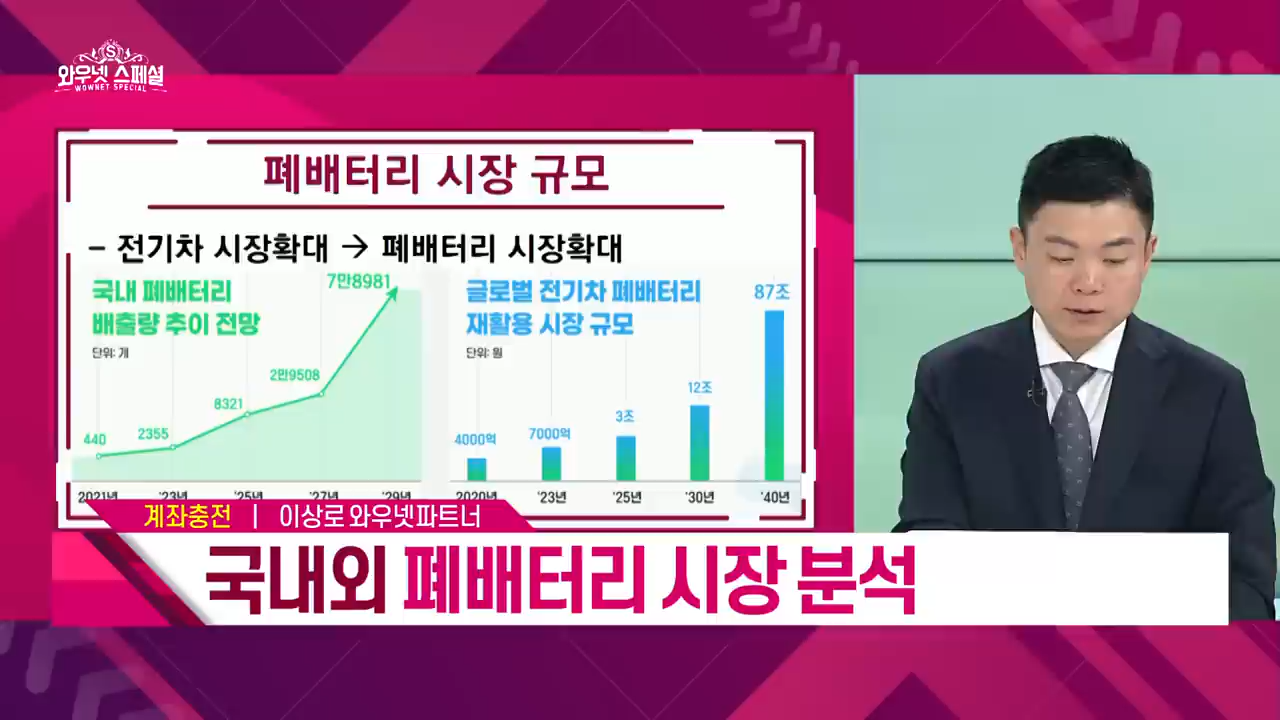 S
와우넷 스페셜
WOWNET SPECIAL
폐배터리 시장 규모
- 전기차 시장확대 → 폐배터리 시장확대
국내 폐배터리
배출량 추이 전망
단위: 개
440
2355
8321
2만9508
7만8981
2021년 '23년 '25년 '27년 '29년
글로벌 전기차 폐배터리
재활용 시장 규모
단위: 원
4000억
7000억
3조
12조
87조
2020년 '23년 '25년 '30년 '40년
계좌충전 | 이상로 와우넷파트너
국내외 폐배터리 시장 분석